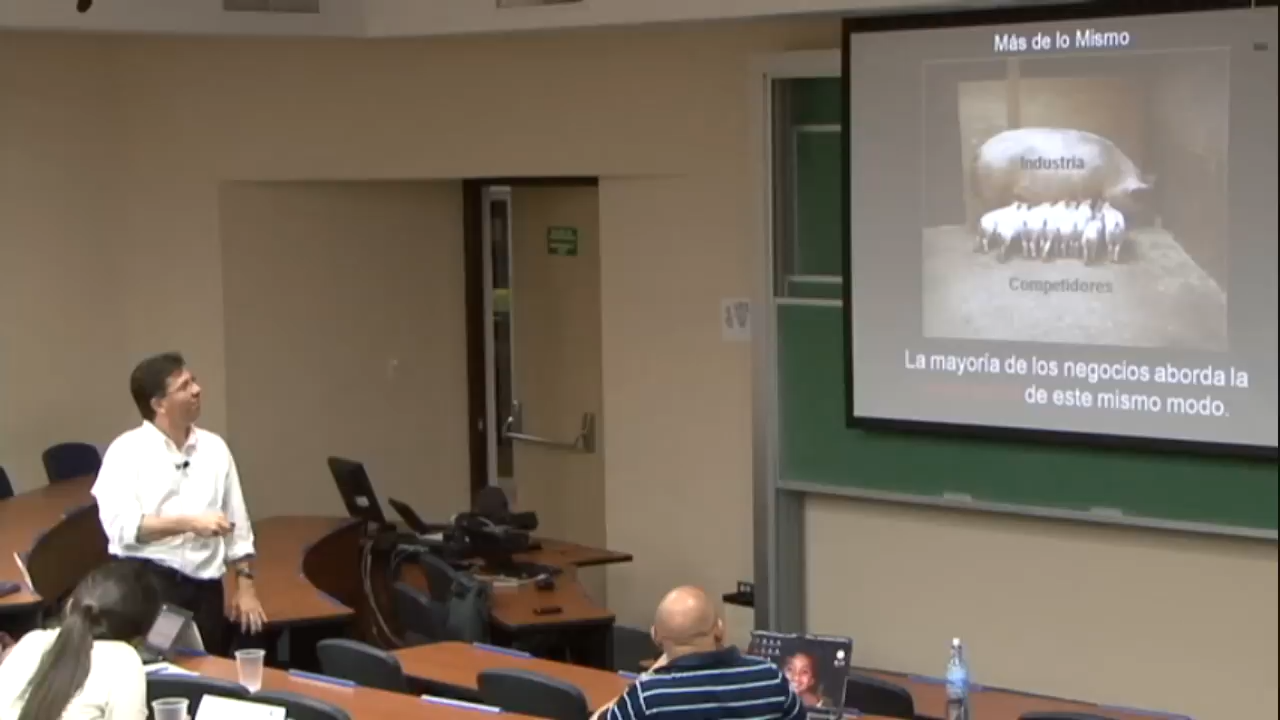 Más de lo Mismo
Industria
Competidores
La mayoría de los negocios aborda la
de este mismo modo.